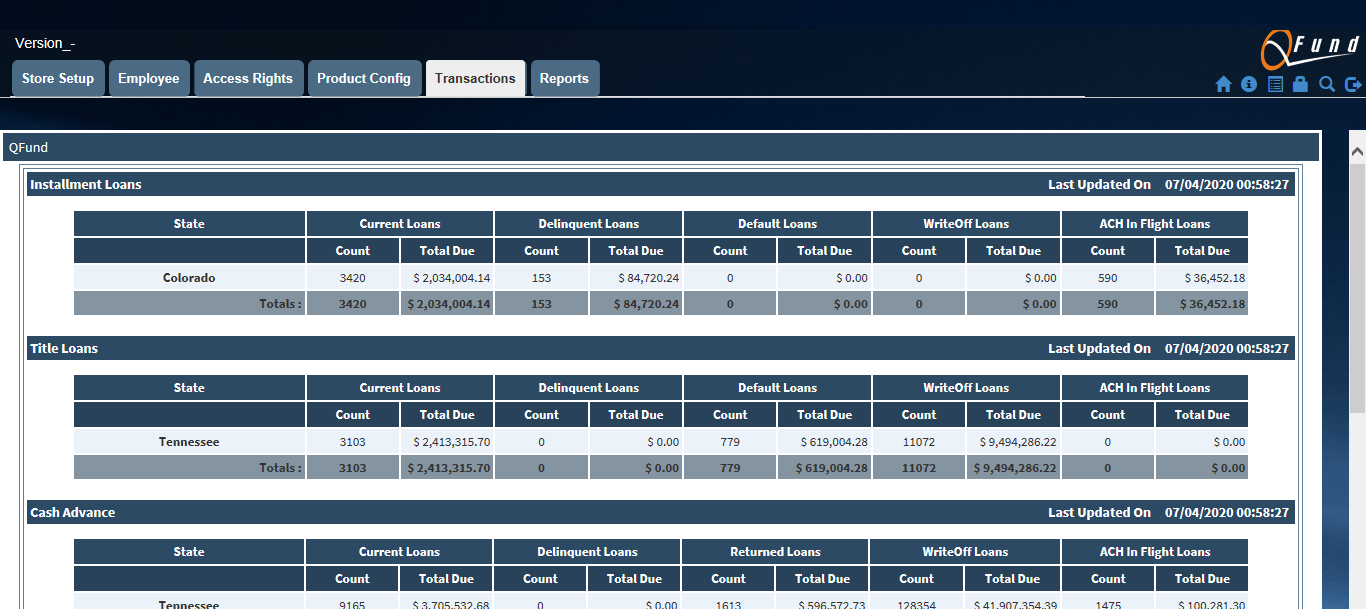 Version_-
QFund
Store Setup Employee Access Rights Product Config Transactions Reports
QFund
Installment Loans Last Updated On 07/04/2020 00:58:27
State Current Loans Delinquent Loans Default Loans WriteOff Loans ACH In Flight Loans
Count Total Due Count Total Due Count Total Due Count Total Due Count Total Due
Colorado 3420 $ 2,034,004.14 153 $ 84,720.24 0 $ 0.00 0 $ 0.00 590 $ 36,452.18
Totals : 3420 $ 2,034,004.14 153 $ 84,720.24 0 $ 0.00 0 $ 0.00 590 $ 36,452.18
Title Loans Last Updated On 07/04/2020 00:58:27
State Current Loans Delinquent Loans Default Loans WriteOff Loans ACH In Flight Loans
Count Total Due Count Total Due Count Total Due Count Total Due Count Total Due
Tennessee 3103 $ 2,413,315.70 0 $ 0.00 779 $ 619,004.28 11072 $ 9,494,286.22 0 $ 0.00
Totals : 3103 $ 2,413,315.70 0 $ 0.00 779 $ 619,004.28 11072 $ 9,494,286.22 0 $ 0.00
Cash Advance Last Updated On 07/04/2020 00:58:27
State Current Loans Delinquent Loans Returned Loans WriteOff Loans ACH In Flight Loans
Count Total Due Count Total Due Count Total Due Count Total Due Count Total Due
Tennessee 9165 $ 3,705,532.68 0 $ 0.00 1613 $ 596,572.73 128354 $ 41,907,354.39 1475 $ 100,281.30